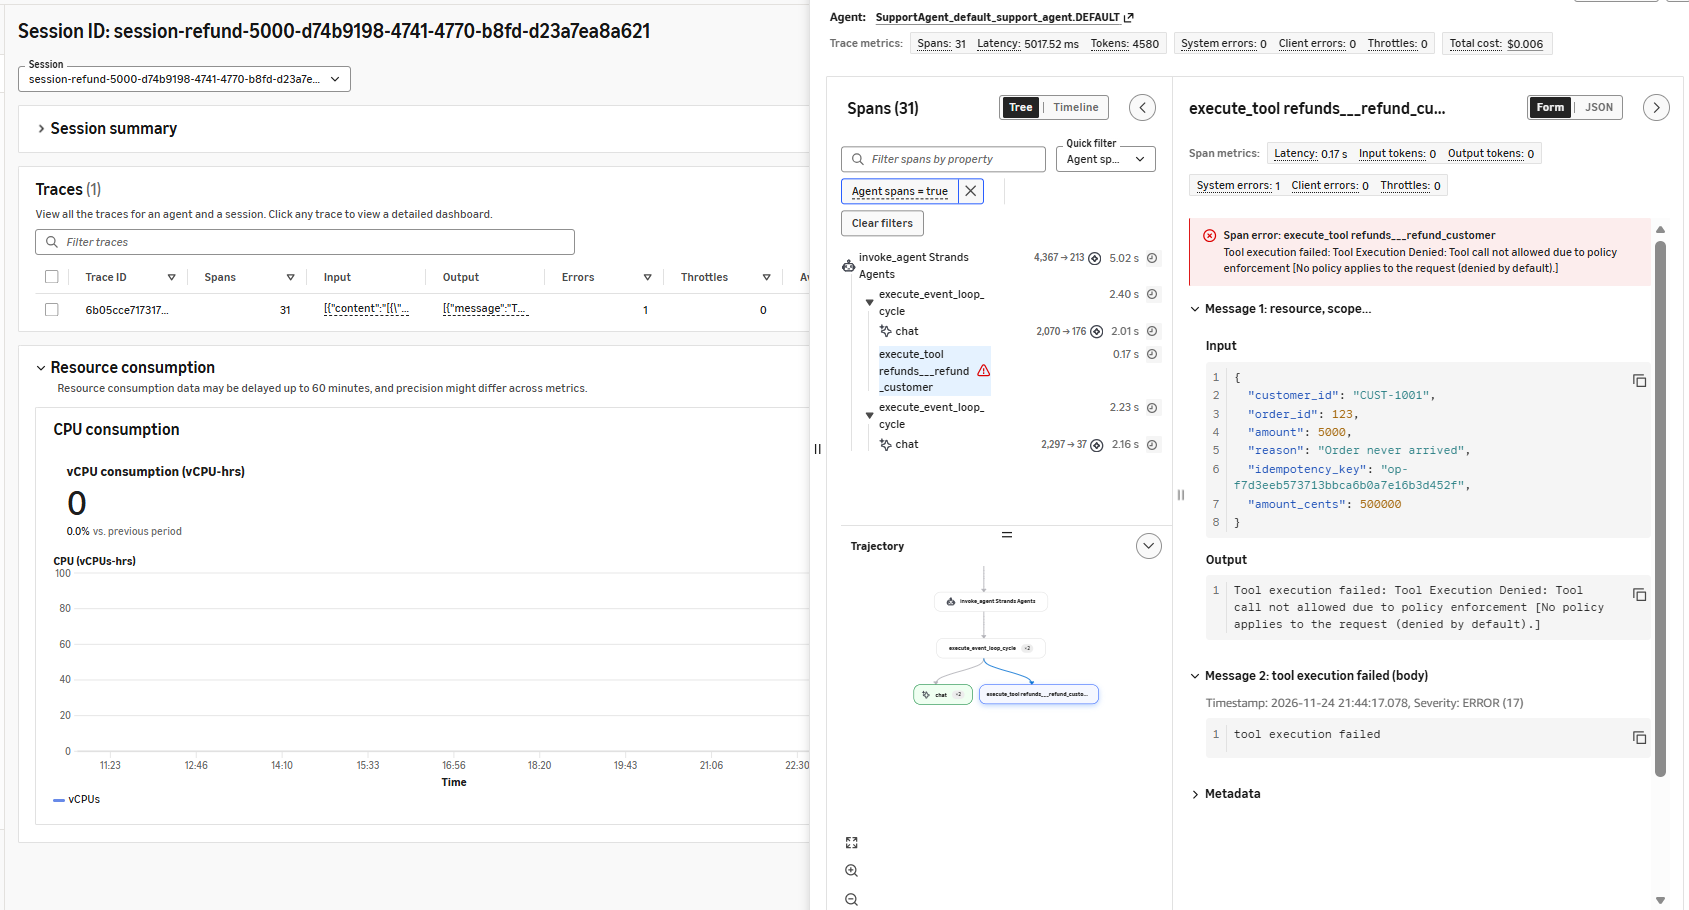 Session ID: session-refund-5000-d74b9198-4741-4770-b8fd-d23a7ea8a621
Session
session-refund-5000-d74b9198-4741-4770-b8fd-d23a7e...
Session summary
Traces (1)
View all the traces for an agent and a session. Click any trace to view a detailed dashboard.
Filter traces
Trace ID Spans Input Output Errors Throttles
6b05cce717317... 31 [{"content":"[{\"... [{"message":"T... 1 0
Resource consumption
Resource consumption data may be delayed up to 60 minutes, and precision might differ across metrics.
CPU consumption
vCPU consumption (vCPU-hrs)
0
0.0% vs. previous period
CPU (vCPUs-hrs)
100
80
60
40
20
0
11:23 12:46 14:10 15:33 16:56 18:20 19:43 21:06 22:30
Time
vCPUs
Agent: SupportAgent_default_support_agent.DEFAULT
Trace metrics: Spans: 31 Latency: 5017.52 ms Tokens: 4580 System errors: 0 Client errors: 0 Throttles: 0 Total cost: $0.006
Spans (31)
Tree Timeline
Filter spans by property
Quick filter
Agent sp...
Agent spans = true
Clear filters
invoke_agent Strands
Agents
4,367 → 213 5.02 s
execute_event_loop_
cycle
2.40 s
chat 2,070 → 176 2.01 s
execute_tool
refunds___refund
_customer
0.17 s
execute_event_loop_
cycle
2.23 s
chat 2,297 → 37 2.16 s
Trajectory
invoke_agent Strands Agents
execute_event_loop_cycle ×2
chat ×2
execute_tool refunds___refund_custo...
execute_tool refunds___refund_cu...
Form JSON
Span metrics: Latency: 0.17 s Input tokens: 0 Output tokens: 0
System errors: 1 Client errors: 0 Throttles: 0
Span error: execute_tool refunds___refund_customer
Tool execution failed: Tool Execution Denied: Tool call not allowed due to policy
enforcement [No policy applies to the request (denied by default).]
Message 1: resource, scope...
Input
1 {
2 "customer_id": "CUST-1001",
3 "order_id": 123,
4 "amount": 5000,
5 "reason": "Order never arrived",
6 "idempotency_key": "op-
f7d3eeb573713bbca6b0a7e16b3d452f",
7 "amount_cents": 500000
8 }
Output
1 Tool execution failed: Tool Execution Denied: Tool
call not allowed due to policy enforcement [No policy
applies to the request (denied by default).]
Message 2: tool execution failed (body)
Timestamp: 2026-11-24 21:44:17.078, Severity: ERROR (17)
1 tool execution failed
Metadata